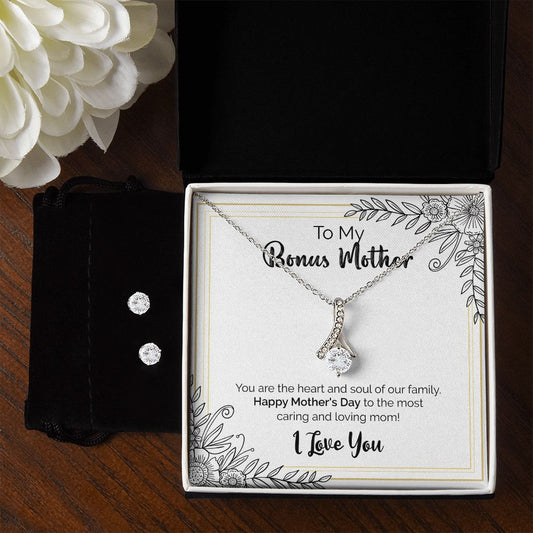 To My
Bonus Mother
You are the heart and soul of our family.
Happy Mother's Day to the most
caring and loving mom!
I Love You